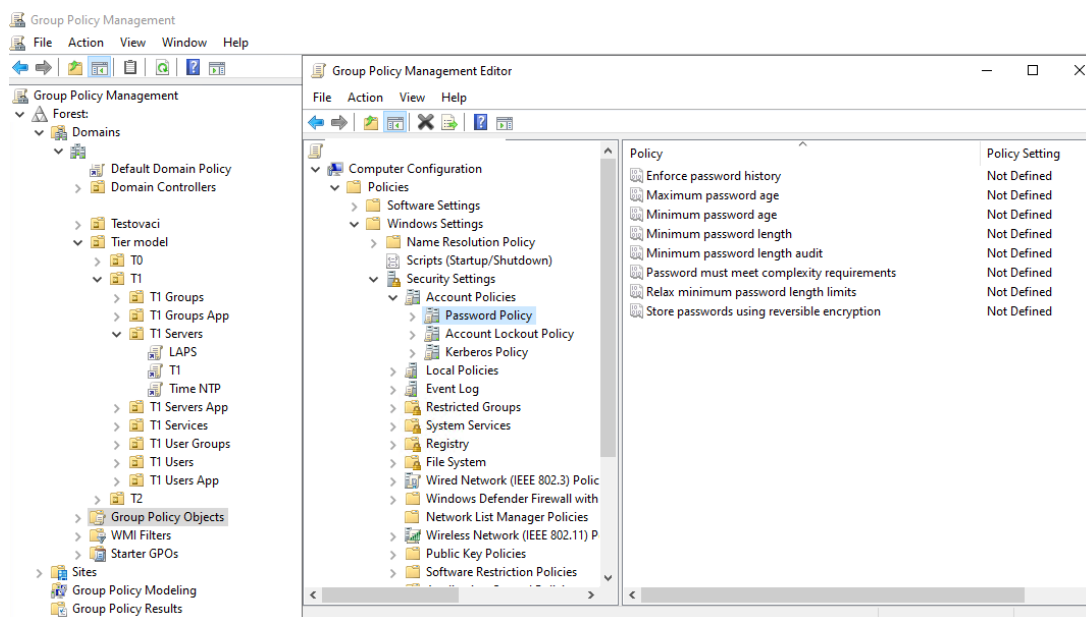 Group Policy Management
File Action View Window Help
Group Policy Management
Forest:
Domains
Default Domain Policy
Domain Controllers
Testovaci
Tier model
T0
T1
T1 Groups
T1 Groups App
T1 Servers
LAPS
T1
Time NTP
T1 Servers App
T1 Services
T1 User Groups
T1 Users
T1 Users App
T2
Group Policy Objects
WMI Filters
Starter GPOs
Sites
Group Policy Modeling
Group Policy Results
Group Policy Management Editor
File Action View Help
Computer Configuration
Policies
Software Settings
Windows Settings
Name Resolution Policy
Scripts (Startup/Shutdown)
Security Settings
Account Policies
Password Policy
Account Lockout Policy
Kerberos Policy
Local Policies
Event Log
Restricted Groups
System Services
Registry
File System
Wired Network (IEEE 802.3) Polic
Windows Defender Firewall with
Network List Manager Policies
Wireless Network (IEEE 802.11) P
Public Key Policies
Software Restriction Policies
Policy Policy Setting
Enforce password history Not Defined
Maximum password age Not Defined
Minimum password age Not Defined
Minimum password length Not Defined
Minimum password length audit Not Defined
Password must meet complexity requirements Not Defined
Relax minimum password length limits Not Defined
Store passwords using reversible encryption Not Defined